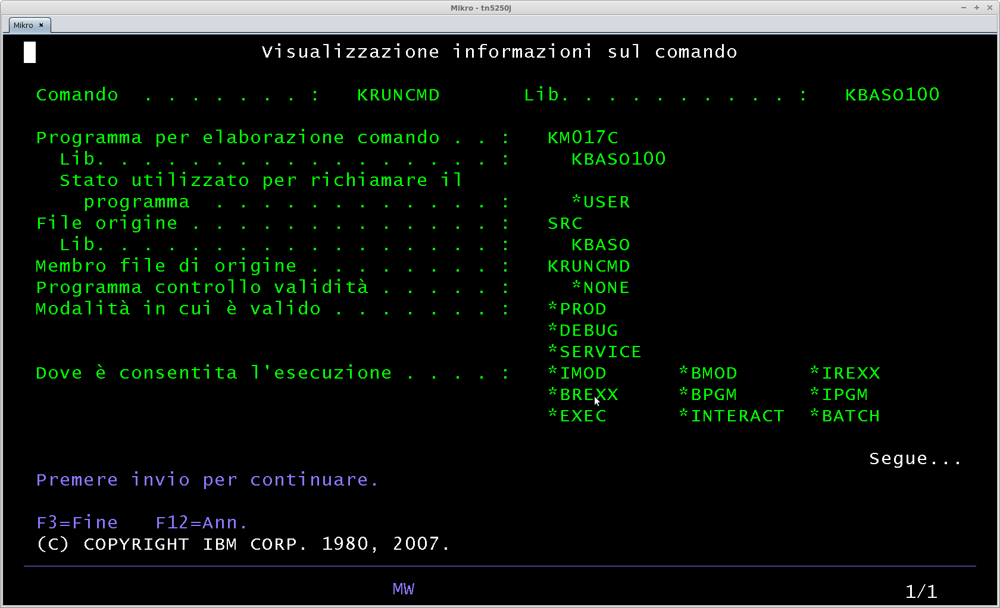 Mikro - tn5250j
Mikro ×
Visualizzazione informazioni sul comando
Comando . . . . . . . : KRUNCMD Lib. . . . . . . . . . . : KBASO100
Programma per elaborazione comando . . : KM017C
Lib. . . . . . . . . . . . . . . . . . : KBASO100
Stato utilizzato per richiamare il
programma . . . . . . . . . . . . : *USER
File origine . . . . . . . . . . . . . : SRC
Lib. . . . . . . . . . . . . . . . . . : KBASO
Membro file di origine . . . . . . . . : KRUNCMD
Programma controllo validità . . . . . : *NONE
Modalità in cui è valido . . . . . . . : *PROD
*DEBUG
*SERVICE
Dove è consentita l'esecuzione . . . . : *IMOD *BMOD *IREXX
*BREXX *BPGM *IPGM
*EXEC *INTERACT *BATCH
Segue...
Premere invio per continuare.
F3=Fine F12=Ann.
(C) COPYRIGHT IBM CORP. 1980, 2007.
MW 1/1